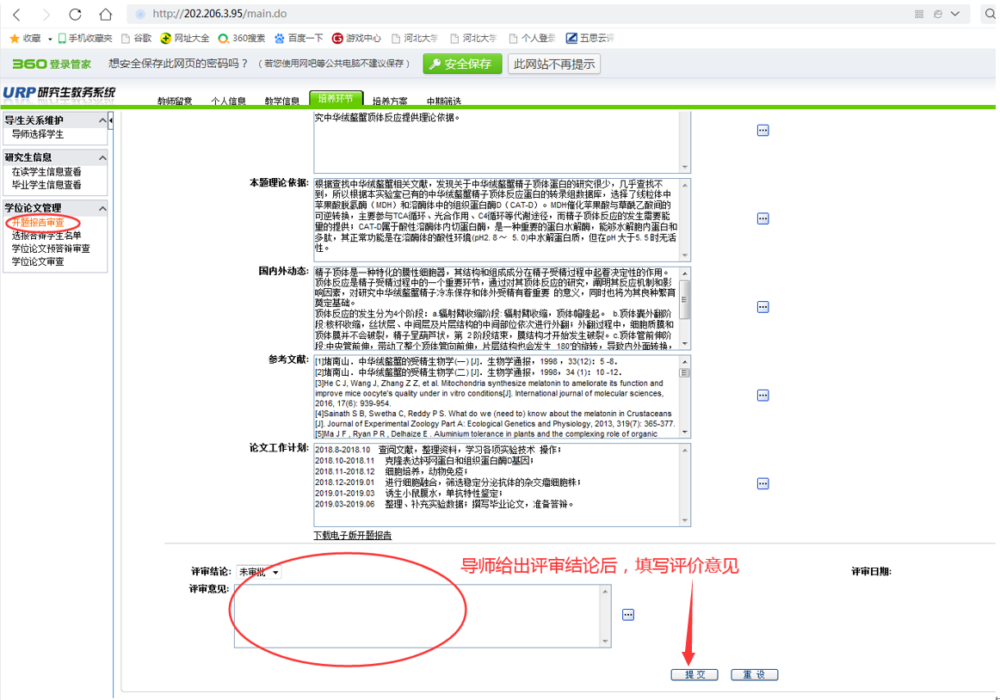 http://202.206.3.95/main.do
收藏 手机收藏夹 谷歌 网址大全 360搜索 百度一下 游戏中心 河北大学 河北大学 个人登录 五思云评
360登录管家 想安全保存此网页的密码吗？（若您使用网吧等公共电脑不建议保存） 安全保存 此网站不再提示
URP研究生教务系统
教师留意 个人信息 教学信息 培养环节 培养方案 中期筛选
导/生关系维护
导师选择学生
研究生信息
在读学生信息查看
毕业学生信息查看
学位论文管理
开题报告审查
选报答辩学生名单
学位论文预答辩审查
学位论文审查
究中华绒螯蟹顶体反应提供理论依据。
本题理论依据:
根据查找中华绒螯蟹相关文献，发现关于中华绒螯蟹精子顶体蛋白的研究很少，几乎查找不
到，所以根据本实验室已有的中华绒螯蟹精子顶体反应蛋白的转录组数据库，选择了线粒体中
苹果酸脱氢酶（MDH）和溶酶体中的组织蛋白酶D（CAT-D）。MDH催化苹果酸与草酰乙酸间的
可逆转换，主要参与TCA循环、光合作用、C4循环等代谢途径，而精子顶体反应的发生需要能
量的提供；CAT-D属于酸性溶酶体内切蛋白酶，是一种重要的蛋白水解酶，能够水解胞内蛋白和
多肽，其正常功能是在溶酶体的酸性环境(pH2.8～ 5.0)中水解蛋白质，但在pH 大于5.5时无活
性。
国内外动态:
精子顶体是一种特化的膜性细胞器，其结构和组成成分在精子受精过程中起着决定性的作用。
顶体反应是精子受精过程中的一个重要环节，通过对其顶体反应的研究，阐明其反应机制和影
响因素，对研究中华绒螯蟹精子冷冻保存和体外受精有着重要 的意义，同时也将为其良种繁育
奠定基础。
顶体反应的发生分为4个阶段：a.辐射臂收缩阶段:辐射臂收缩，顶体帽隆起。 b.顶体囊外翻阶
段:核杯收缩，丝状层、中间层及片层结构的中间部位依次进行外翻；外翻过程中，细胞质膜和
顶体膜并不会破裂，精子呈葫芦状，第 2阶段结束，膜结构才开始发生破裂。c.顶体管前伸阶
段:中央管前伸，带动了整个顶体管向前伸，片层结构也会发生 180°的旋转，导致内外面转换，
参考文献:
[1]堵南山．中华绒螯蟹的受精生物学(一) [J]．生物学通报，1998，33(12)：5 -8.
[2]堵南山．中华绒螯蟹的受精生物学(二) [J]．生物学通报，1998，34 (1)：10 -12.
[3]He C J, Wang J, Zhang Z Z, et al. Mitochondria synthesize melatonin to ameliorate its function and
improve mice oocyte's quality under in vitro conditions[J]. International journal of molecular sciences,
2016, 17(6): 939-954.
[4]Sainath S B, Swetha C, Reddy P S. What do we (need to) know about the melatonin in Crustaceans
[J]. Journal of Experimental Zoology Part A: Ecological Genetics and Physiology, 2013, 319(7): 365-377.
[5]Ma J F , Ryan P R , Delhaize E . Aluminium tolerance in plants and the complexing role of organic
论文工作计划:
2018.8-2018.10 查阅文献，整理资料，学习各项实验技术 操作；
2018.10-2018.11 克隆表达钙网蛋白和组织蛋白酶D基因；
2018.11-2018.12 细胞培养，动物免疫；
2018.12-2019.01 进行细胞融合，筛选稳定分泌抗体的杂交瘤细胞株；
2019.01-2019.03 诱生小鼠腹水，单抗特性鉴定；
2019.03-2019.06 整理、补充实验数据；撰写毕业论文，准备答辩。
下载电子版开题报告
评审结论: 未审批
导师给出评审结论后，填写评价意见
评审日期:
评审意见:
提 交 重 设